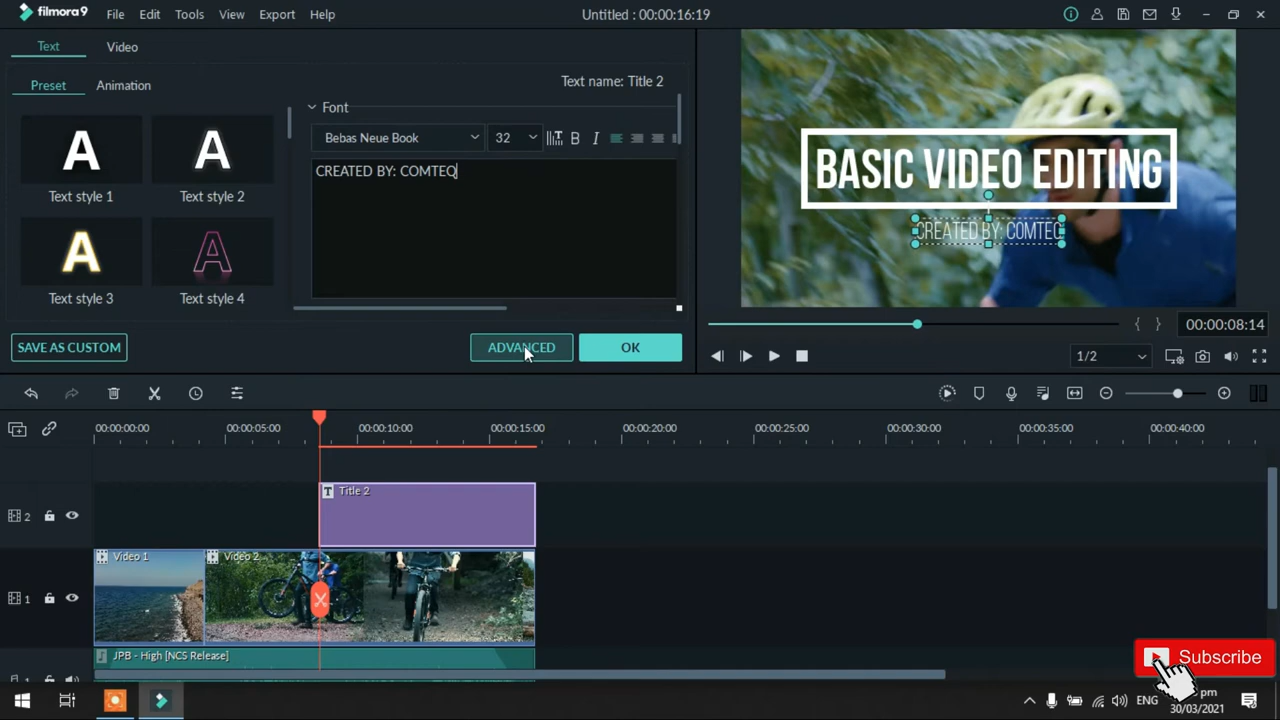 filmora9 File Edit Tools View Export Help Untitled : 00:00:16:19
Text Video
Preset Animation Text name: Title 2
Font
Bebas Neue Book 32 B I
CREATED BY: COMTEQ
A A
Text style 1 Text style 2
A A
Text style 3 Text style 4
SAVE AS CUSTOM ADVANCED OK
BASIC VIDEO EDITING
CREATED BY: COMTEQ
00:00:08:14
1/2
00:00:00:00 00:00:05:00 00:00:10:00 00:00:15:00 00:00:20:00 00:00:25:00 00:00:30:00 00:00:35:00 00:00:40:00
T Title 2
2
Video 1 Video 2
1
JPB - High [NCS Release]
1
Subscribe
ENG pm
30/03/2021